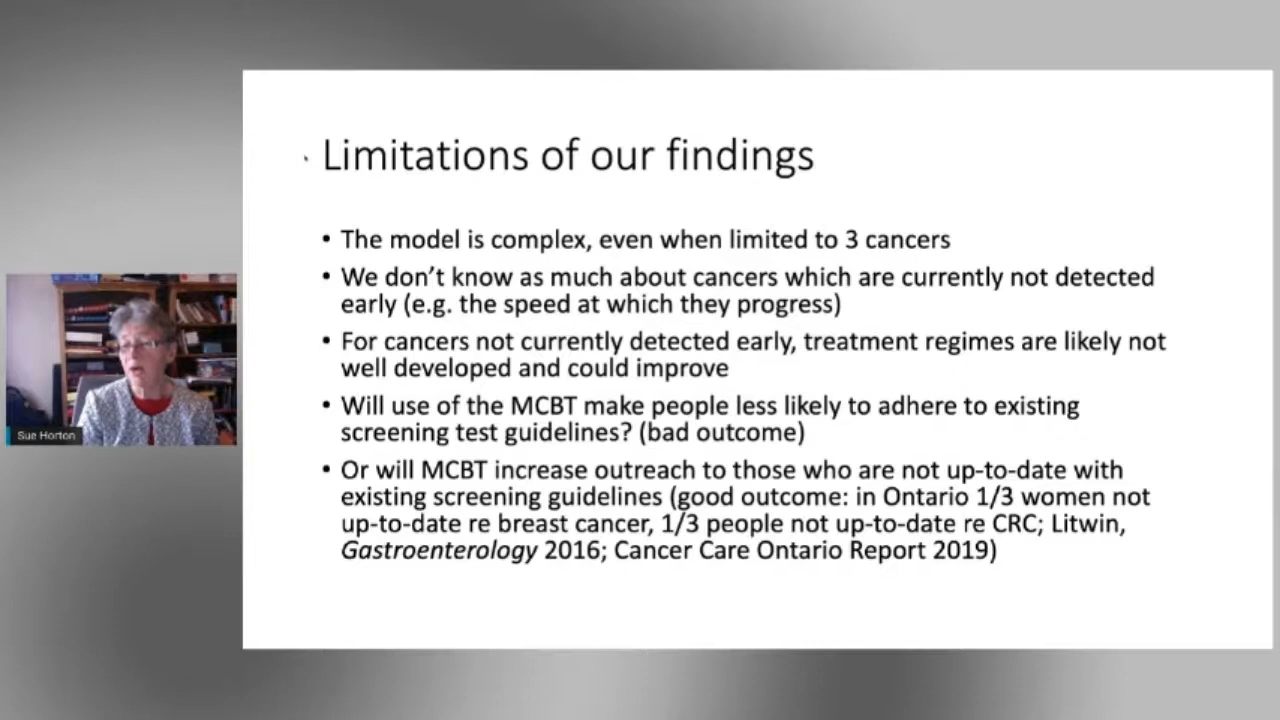 Limitations of our findings
• The model is complex, even when limited to 3 cancers
• We don't know as much about cancers which are currently not detected
early (e.g. the speed at which they progress)
• For cancers not currently detected early, treatment regimes are likely not
well developed and could improve
• Will use of the MCBT make people less likely to adhere to existing
screening test guidelines? (bad outcome)
• Or will MCBT increase outreach to those who are not up-to-date with
existing screening guidelines (good outcome: in Ontario 1/3 women not
up-to-date re breast cancer, 1/3 people not up-to-date re CRC; Litwin,
Gastroenterology 2016; Cancer Care Ontario Report 2019)
Sue Horton